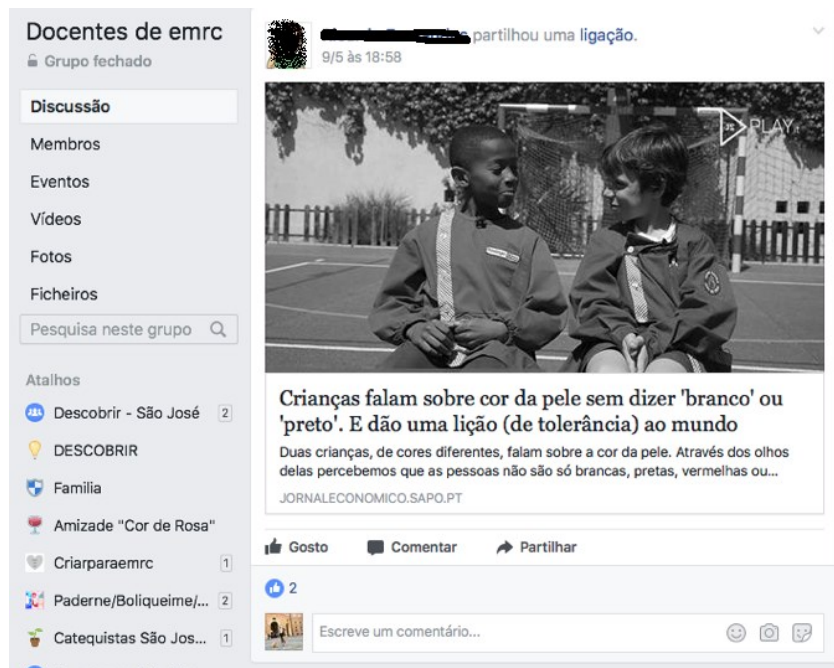 Docentes de emrc
Grupo fechado
Discussão
Membros
Eventos
Vídeos
Fotos
Ficheiros
Pesquisa neste grupo
Atalhos
Descobrir - São José 2
DESCOBRIR
Familia
Amizade "Cor de Rosa"
Criarparaemrc 1
Paderne/Boliqueime/... 2
Catequistas São Jos... 1
partilhou uma ligação.
9/5 às 18:58
PLAY
Crianças falam sobre cor da pele sem dizer 'branco' ou
'preto'. E dão uma lição (de tolerância) ao mundo
Duas crianças, de cores diferentes, falam sobre a cor da pele. Através dos olhos
delas percebemos que as pessoas não são só brancas, pretas, vermelhas ou...
JORNALECONOMICO.SAPO.PT
Gosto Comentar Partilhar
2
Escreve um comentário...